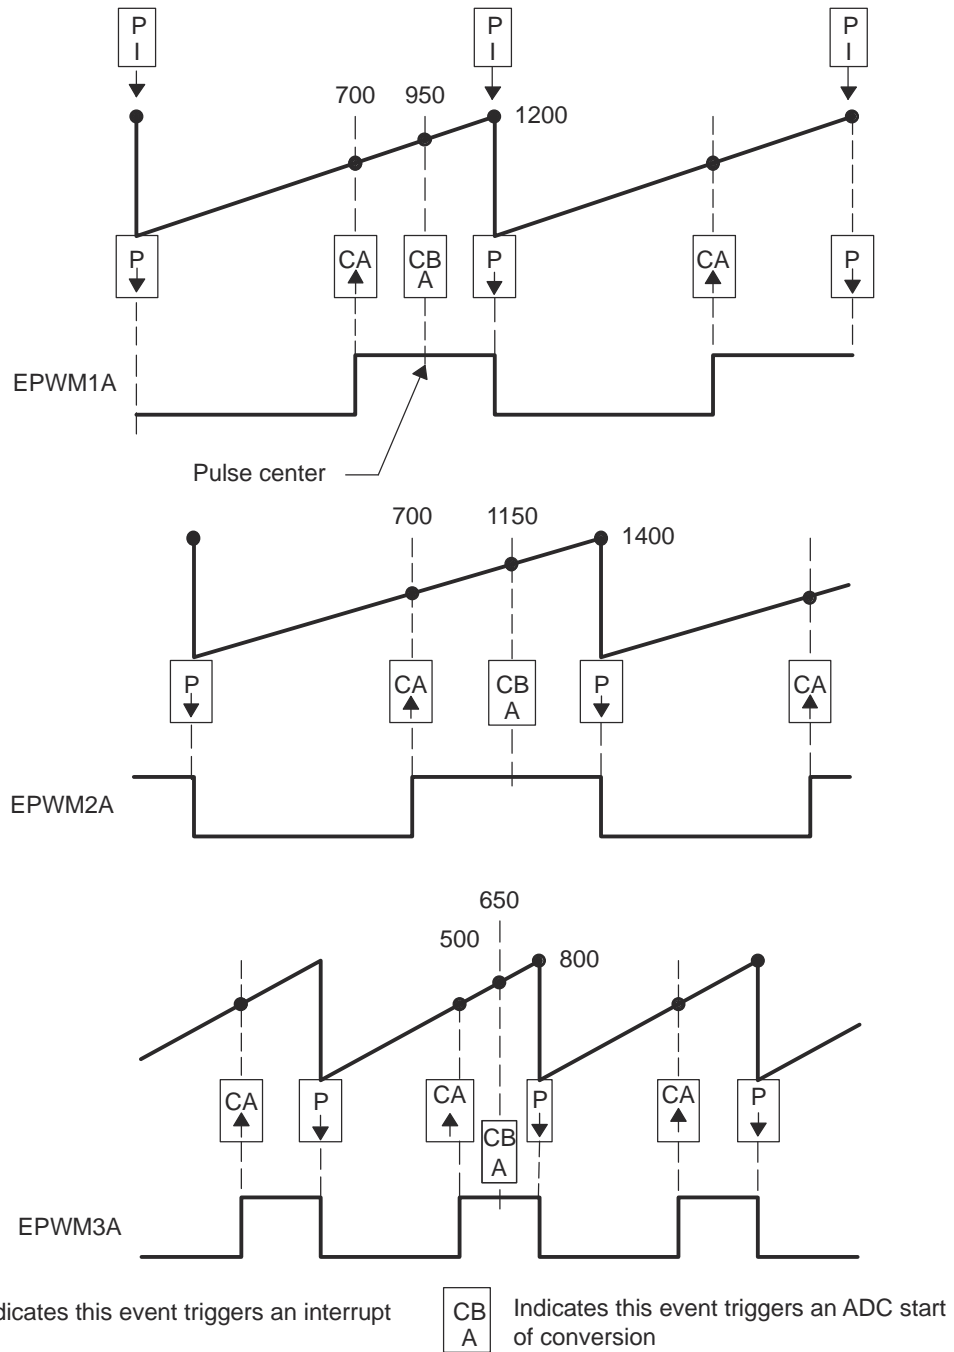 P
I
P
I
P
I
700 950
1200
P
CA
CB
A
P
CA
P
EPWM1A
Pulse center
700 1150
1400
P
CA
CB
A
P
CA
EPWM2A
650
500
800
CA
P
CA
CB
A
P
CA
P
EPWM3A
dicates this event triggers an interrupt
CB
A
Indicates this event triggers an ADC start
of conversion